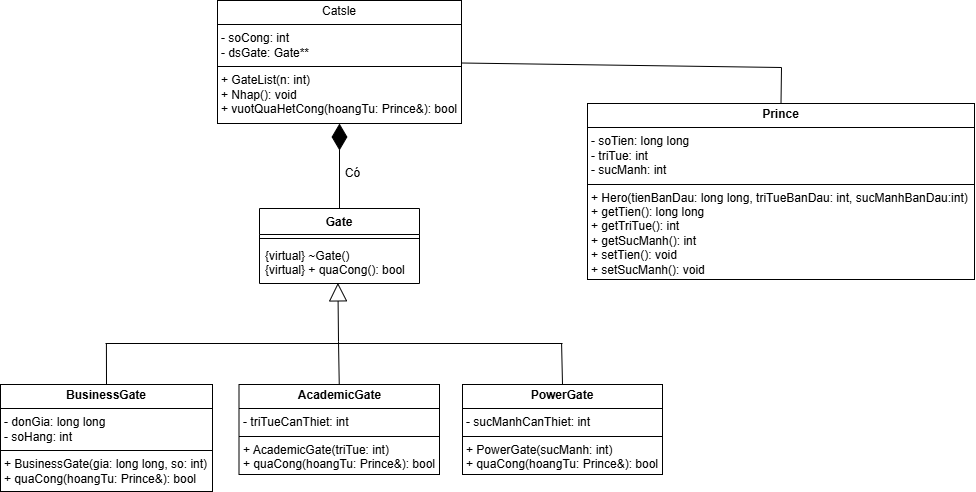 Catsle
- soCong: int
- dsGate: Gate**
+ GateList(n: int)
+ Nhap(): void
+ vuotQuaHetCong(hoangTu: Prince&): bool
Prince
- soTien: long long
- triTue: int
- sucManh: int
+ Hero(tienBanDau: long long, triTueBanDau: int, sucManhBanDau:int)
+ getTien(): long long
+ getTriTue(): int
+ getSucManh(): int
+ setTien(): void
+ setSucManh(): void
Có
Gate
{virtual} ~Gate()
{virtual} + quaCong(): bool
BusinessGate
- donGia: long long
- soHang: int
+ BusinessGate(gia: long long, so: int)
+ quaCong(hoangTu: Prince&): bool
AcademicGate
- triTueCanThiet: int
+ AcademicGate(triTue: int)
+ quaCong(hoangTu: Prince&): bool
PowerGate
- sucManhCanThiet: int
+ PowerGate(sucManh: int)
+ quaCong(hoangTu: Prince&): bool